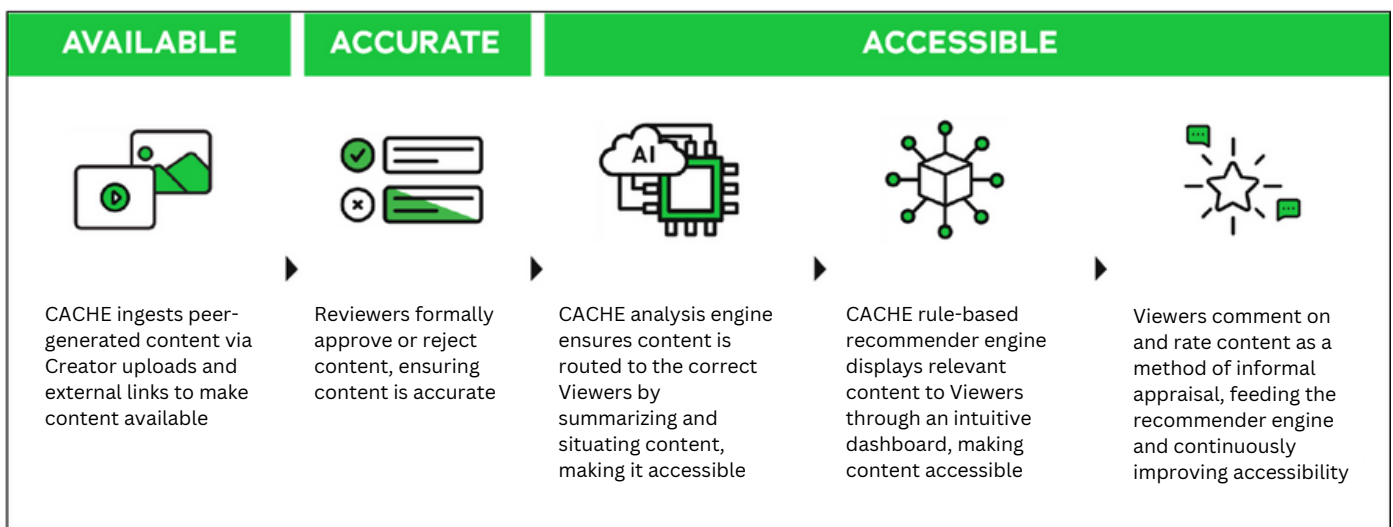 AVAILABLE
ACCURATE
ACCESSIBLE
AI
CACHE ingests peer-
generated content via
Creator uploads and
external links to make
content available
Reviewers formally
approve or reject
content, ensuring
content is accurate
CACHE analysis engine
ensures content is
routed to the correct
Viewers by
summarizing and
situating content,
making it accessible
CACHE rule-based
recommender engine
displays relevant
content to Viewers
through an intuitive
dashboard, making
content accessible
Viewers comment on
and rate content as a
method of informal
appraisal, feeding the
recommender engine
and continuously
improving accessibility